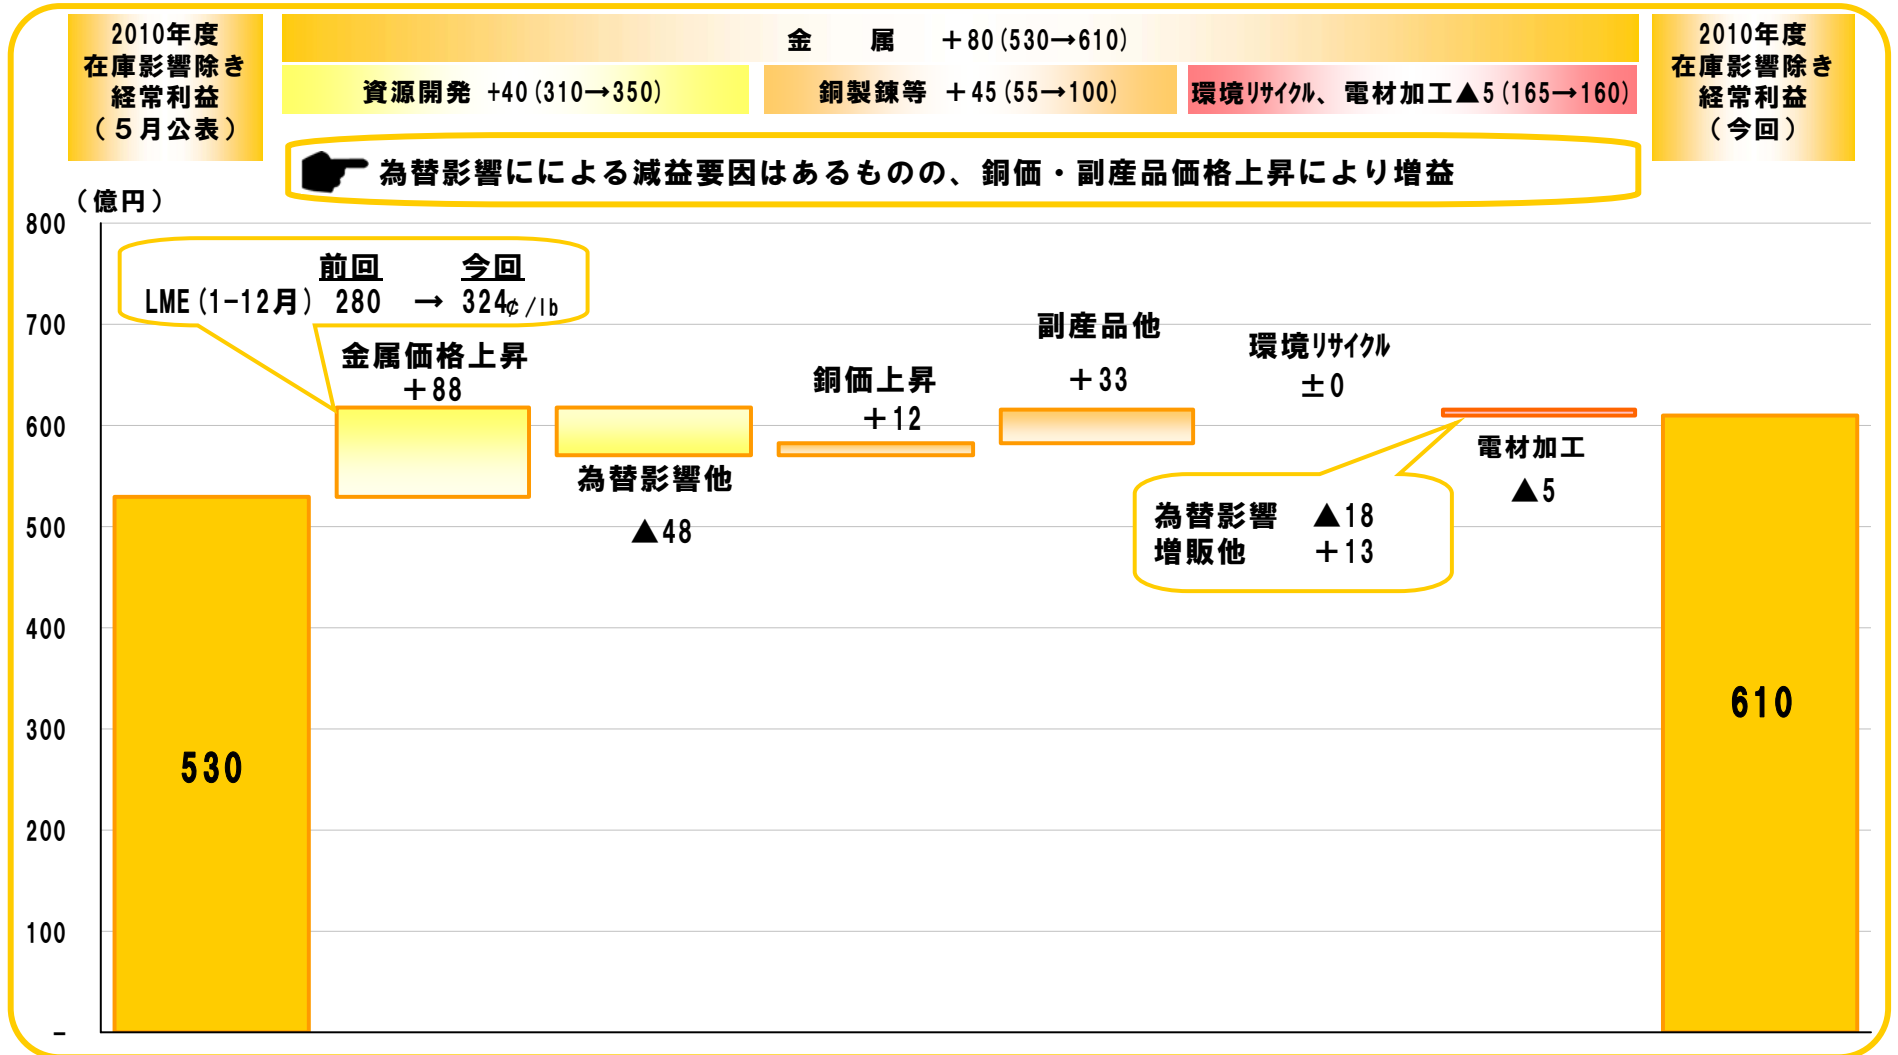 2010年度
在庫影響除き
経常利益
（５月公表）
金　　属　＋80(530→610)
資源開発 +40(310→350)
銅製錬等 ＋45(55→100)
環境ﾘｻｲｸﾙ、電材加工▲5(165→160)
2010年度
在庫影響除き
経常利益
（今回）
為替影響にによる減益要因はあるものの、銅価・副産品価格上昇により増益
（億円）
800
700
600
500
400
300
200
100
-
前回　今回
LME(1-12月) 280 → 324¢/lb
金属価格上昇
＋88
為替影響他
▲48
銅価上昇
＋12
副産品他
＋33
環境ﾘｻｲｸﾙ
±0
電材加工
▲5
為替影響 ▲18
増販他 ＋13
530
610